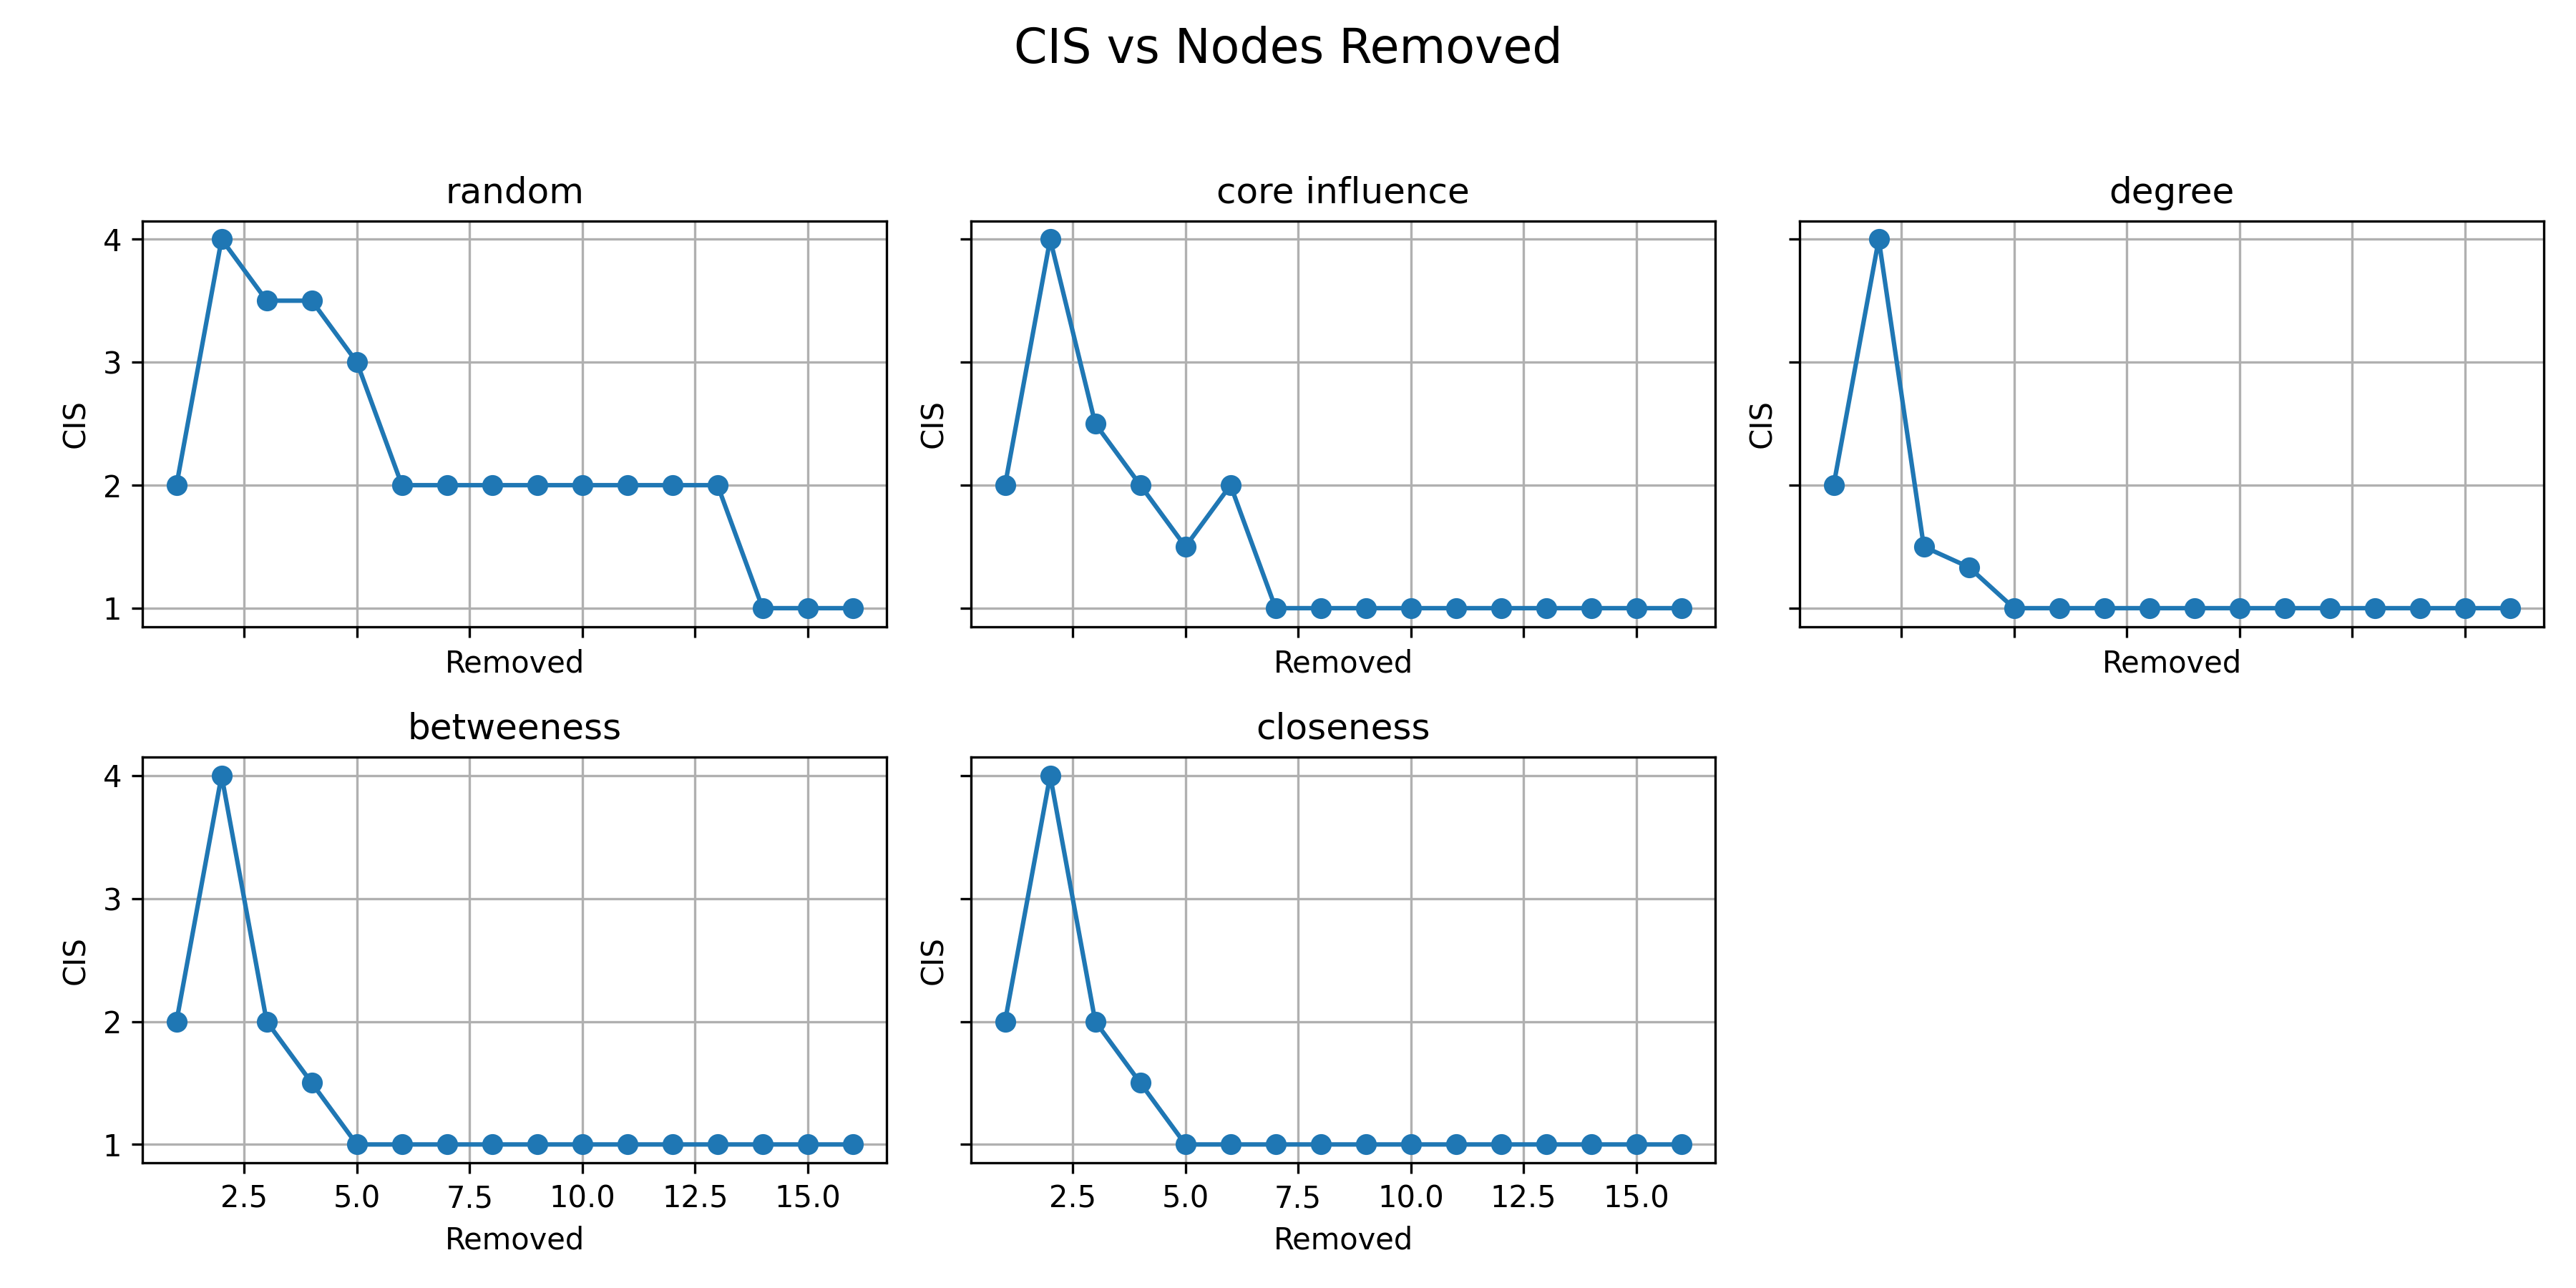 CIS vs Nodes Removed
random
core influence
degree
4
3
2
1
CIS
CIS
CIS
Removed
Removed
Removed
betweeness
closeness
4
3
2
1
CIS
CIS
2.5 5.0 7.5 10.0 12.5 15.0
2.5 5.0 7.5 10.0 12.5 15.0
Removed
Removed